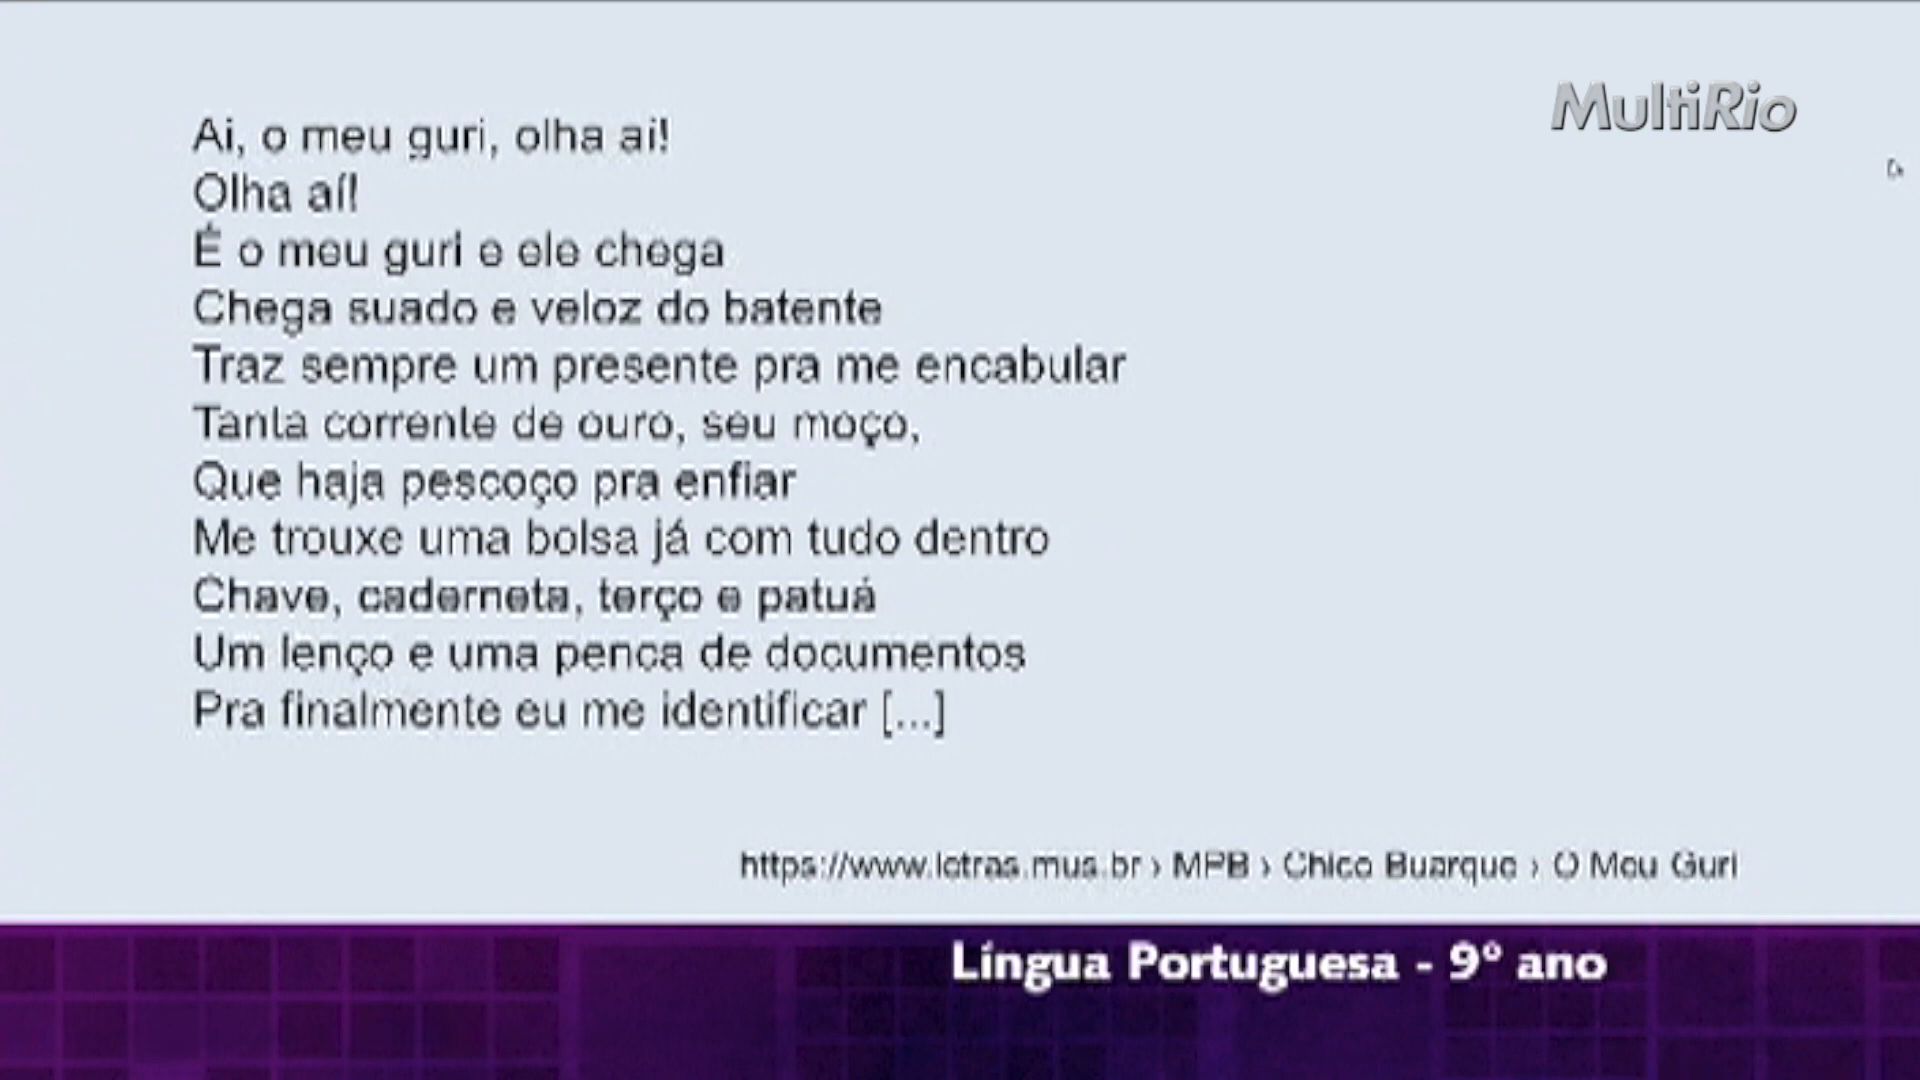 MultiRio
Ai, o meu guri, olha ai!
Olha aí!
É o meu guri e ele chega
Chega suado e veloz do batente
Traz sempre um presente pra me encabular
Tanta corrente de ouro, seu moço,
Que haja pescoço pra enfiar
Me trouxe uma bolsa já com tudo dentro
Chave, caderneta, terço e patuá
Um lenço e uma penca de documentos
Pra finalmente eu me identificar [...]
https://www.letras.mus.br › MPB › Chico Buarque › O Meu Guri
Língua Portuguesa - 9º ano